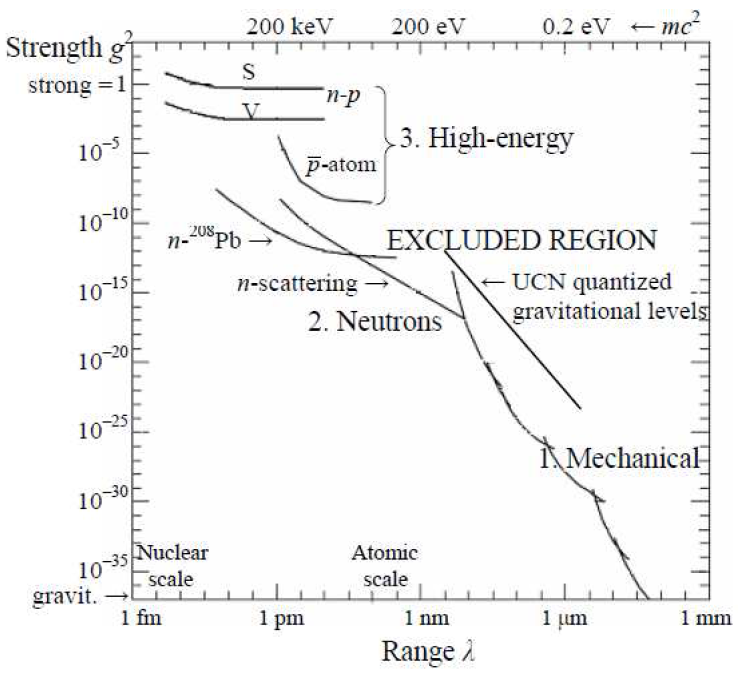 200 keV 200 eV 0.2 eV ← mc²
Strength g²
strong = 1
S
n-p
V
3. High-energy
10⁻⁵
p̅-atom
10⁻¹⁰
n-²⁰⁸Pb →
EXCLUDED REGION
n-scattering →
← UCN quantized
gravitational levels
10⁻¹⁵
2. Neutrons
10⁻²⁰
10⁻²⁵
1. Mechanical
10⁻³⁰
10⁻³⁵
Nuclear
scale
Atomic
scale
gravit. →
1 fm 1 pm 1 nm 1 μm 1 mm
Range λ